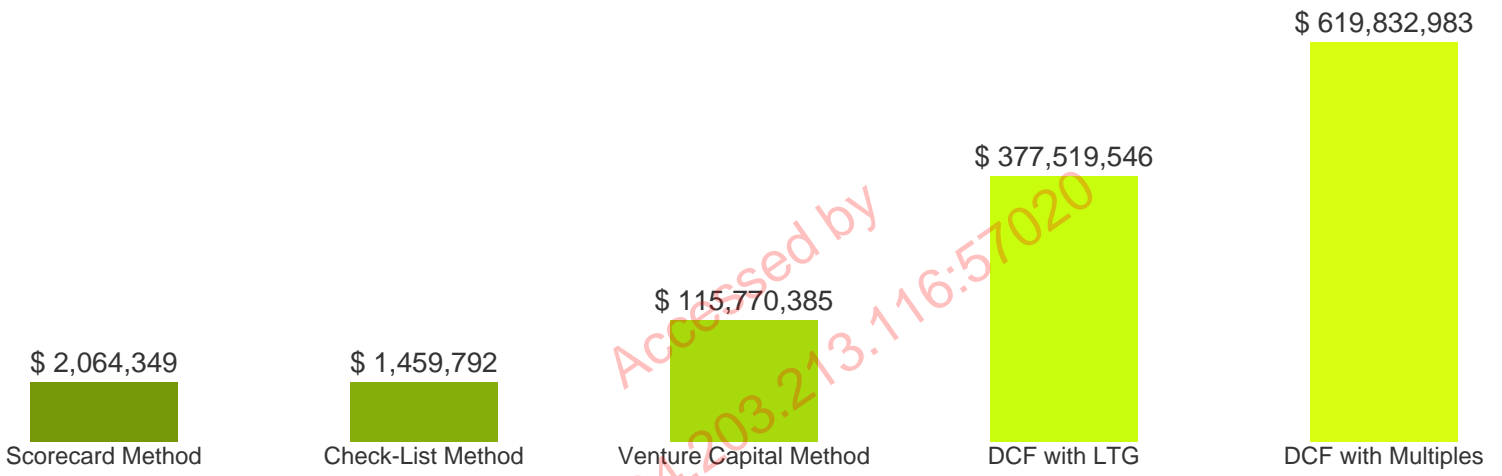 $ 619,832,983
$ 377,519,546
$ 115,770,385
$ 2,064,349
$ 1,459,792
Scorecard Method
Check-List Method
Venture Capital Method
DCF with LTG
DCF with Multiples
Accessed by
203.213.116:57020